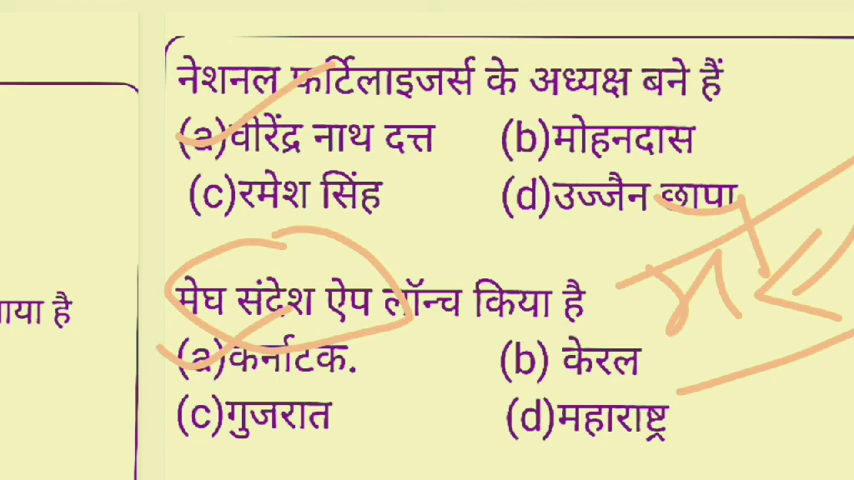 नेशनल फर्टिलाइजर्स के अध्यक्ष बने हैं
(a)वीरेंद्र नाथ दत्त (b)मोहनदास
(c)रमेश सिंह (d)उज्जैन छापा
मेघ संदेश ऐप लॉन्च किया है
(a)कर्नाटक. (b) केरल
(c)गुजरात (d)महाराष्ट्र
है